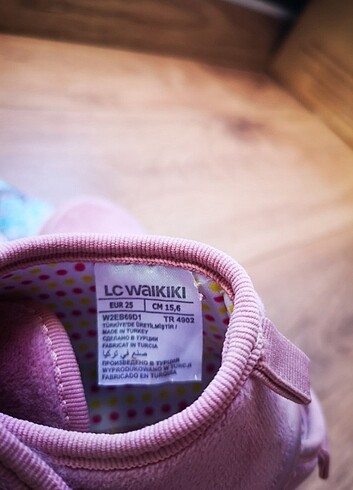 LC WAIKIKI
EUR 25 CM 15,6
W2EB69D1 TR 4902
TÜRKİYE'DE ÜRETİLMİŞTİR /
MADE IN TURKEY
СДЕЛАНО В ТУРЦИИ
FABRICAT IN TURCIA
صنع في تركيا
ПРОИЗВЕДЕНО В ТУРЦИЯ
WYPRODUKOWANO W TURCJI
FABRICADO EN TURQUIA